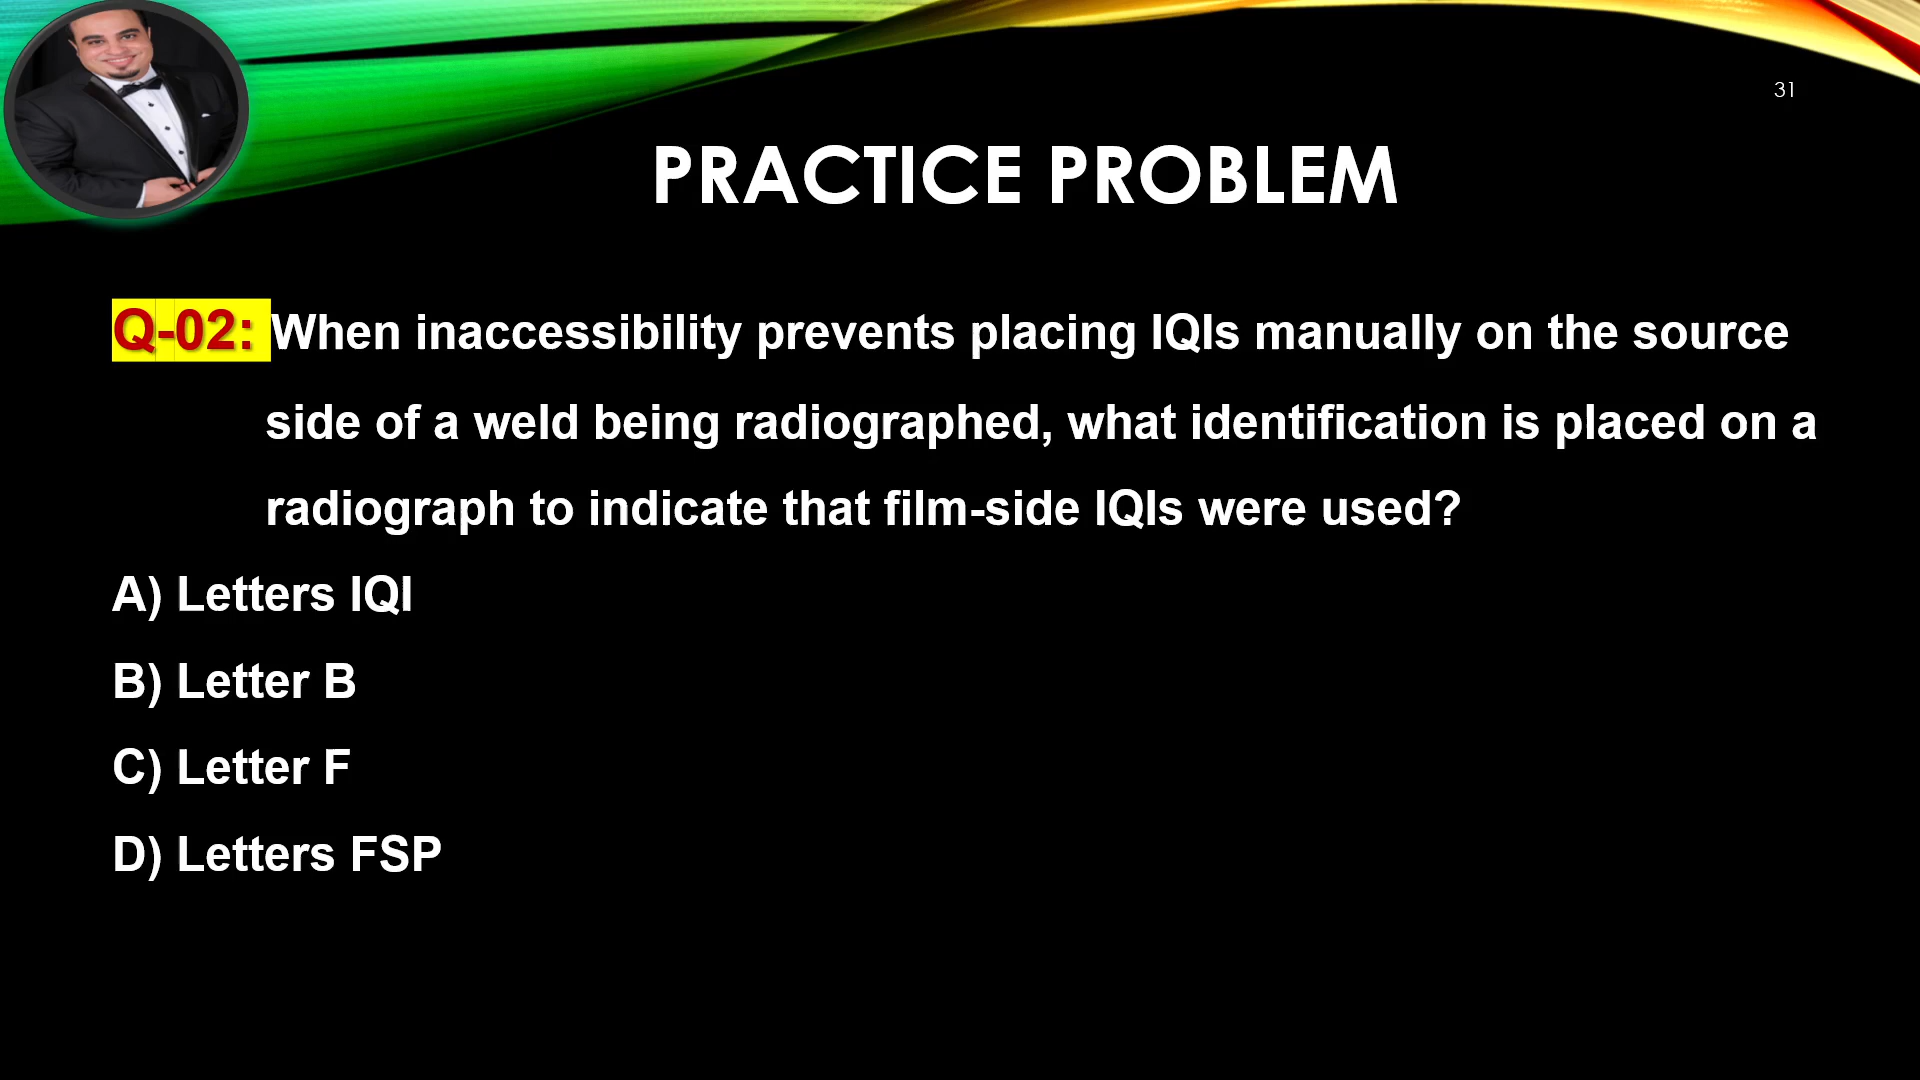 31
PRACTICE PROBLEM
Q-02: When inaccessibility prevents placing IQIs manually on the source
side of a weld being radiographed, what identification is placed on a
radiograph to indicate that film-side IQIs were used?
A) Letters IQI
B) Letter B
C) Letter F
D) Letters FSP